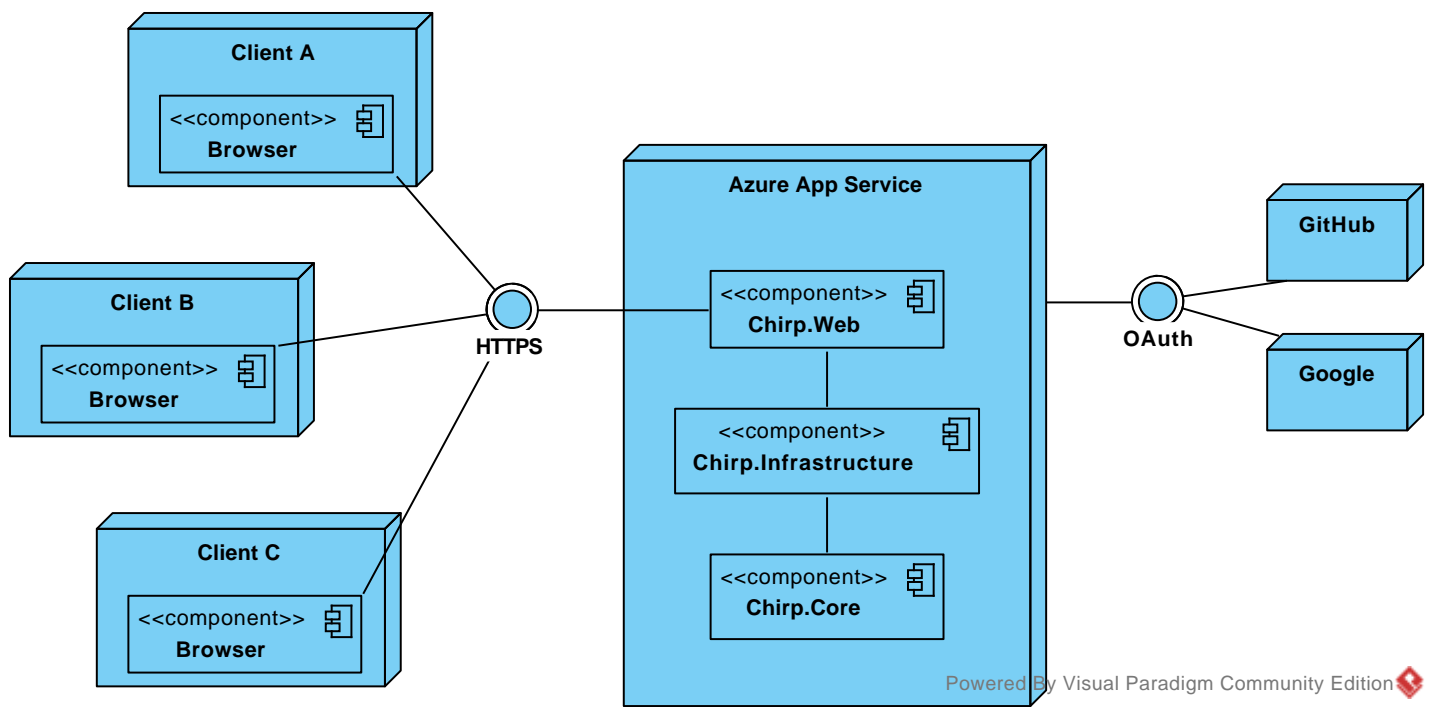 Client A
<<component>>
Browser
Client B
<<component>>
Browser
Client C
<<component>>
Browser
HTTPS
Azure App Service
<<component>>
Chirp.Web
<<component>>
Chirp.Infrastructure
<<component>>
Chirp.Core
OAuth
GitHub
Google
Powered By Visual Paradigm Community Edition